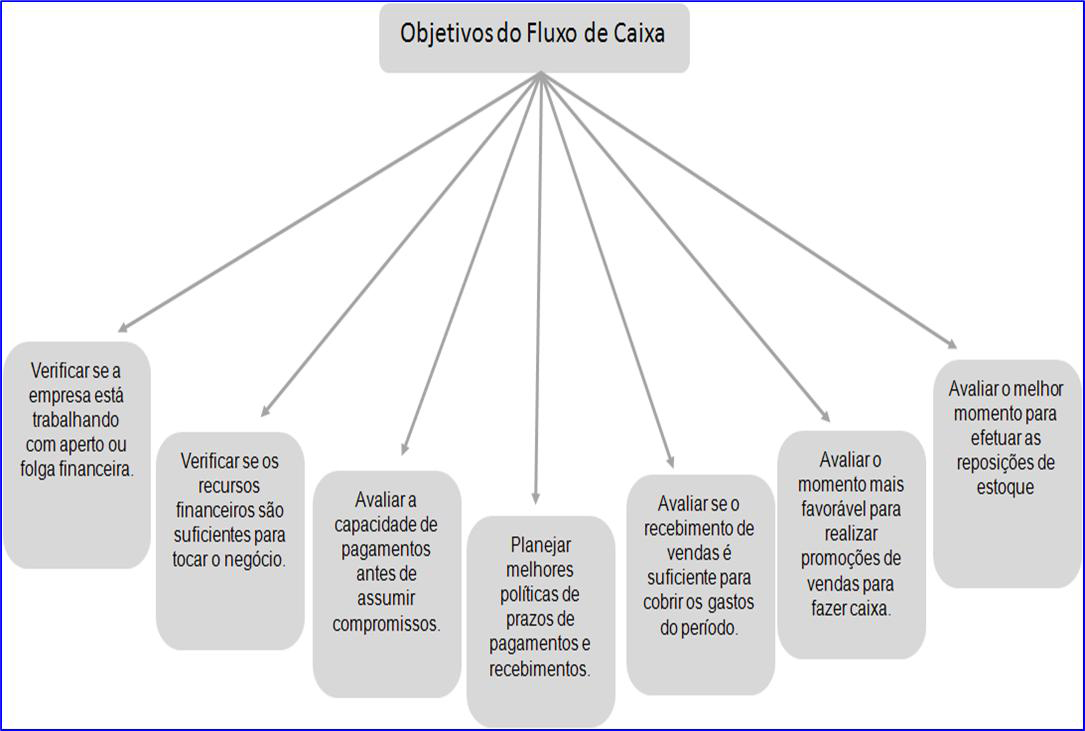 Objetivos do Fluxo de Caixa
Verificar se a
empresa está
trabalhando
com aperto ou
folga financeira.
Verificar se os
recursos
financeiros são
suficientes para
tocar o negócio.
Avaliar a
capacidade de
pagamentos
antes de
assumir
compromissos.
Planejar
melhores
políticas de
prazos de
pagamentos e
recebimentos.
Avaliar se o
recebimento de
vendas é
suficiente para
cobrir os gastos
do período.
Avaliar o
momento mais
favorável para
realizar
promoções de
vendas para
fazer caixa.
Avaliar o melhor
momento para
efetuar as
reposições de
estoque